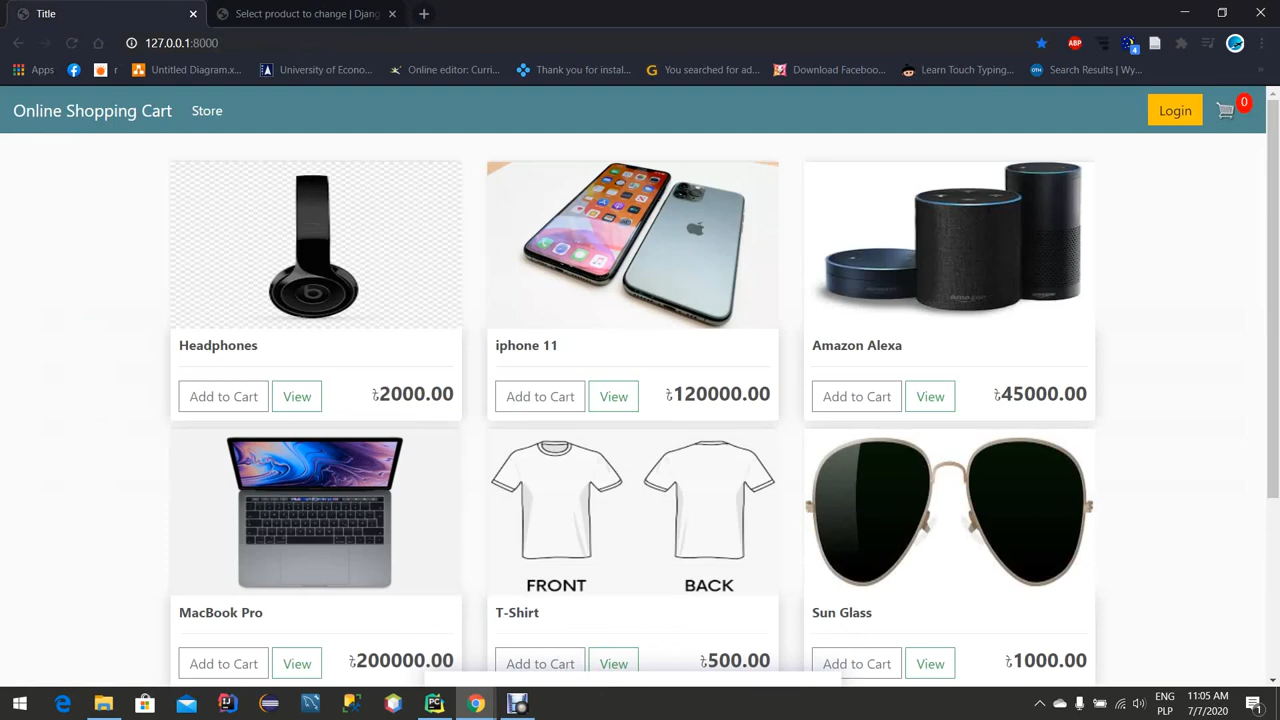 Title
Select product to change | Djang
127.0.0.1:8000
Apps
r
Untitled Diagram.x...
University of Econo...
Online editor: Curri...
Thank you for instal...
You searched for ad...
Download Faceboo...
Learn Touch Typing...
Search Results | Wy...
Online Shopping Cart
Store
Login
0
Headphones
Add to Cart
View
৳2000.00
iphone 11
Add to Cart
View
৳120000.00
Amazon Alexa
Add to Cart
View
৳45000.00
MacBook Pro
Add to Cart
View
৳200000.00
FRONT
BACK
T-Shirt
Add to Cart
View
৳500.00
Sun Glass
Add to Cart
View
৳1000.00
ENG
PLP
11:05 AM
7/7/2020